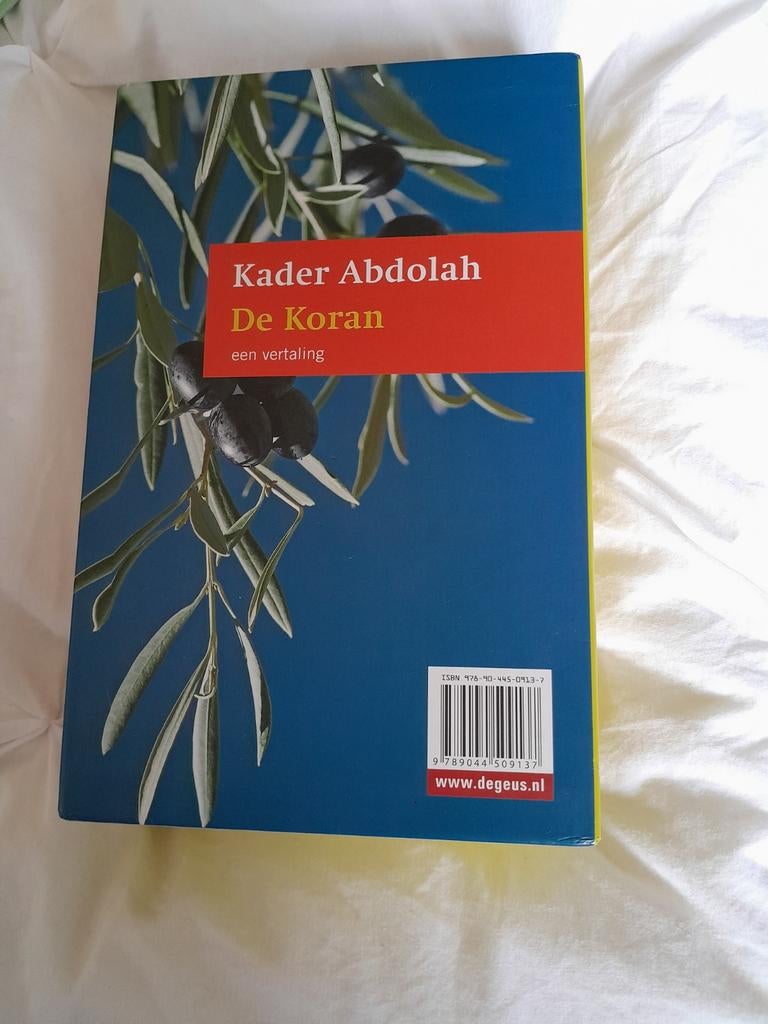 Kader Abdolah
De Koran
een vertaling
ISBN 978-90-445-0913-7
9 789044 509137
www.degeus.nl